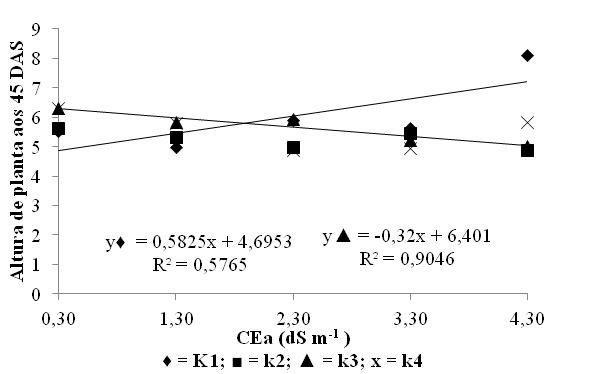 9
8
7
6
5
4
3
2
1
0
Altura de planta aos 45 DAS
y♦ = 0,5825x + 4,6953
R² = 0,5765
y ▲ = -0,32x + 6,401
R² = 0,9046
0,30 1,30 2,30 3,30 4,30
CEa (dS m⁻¹ )
♦ = K1; ■ = k2; ▲ = k3; x = k4